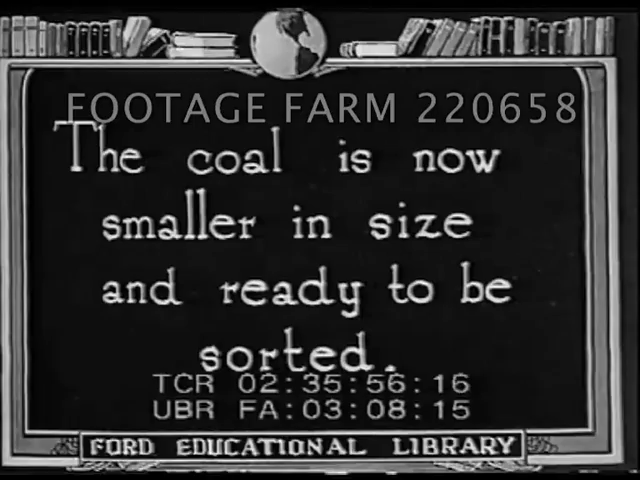 FOOTAGE FARM 220658
The coal is now
smaller in size
and ready to be
sorted.
TCR 02:35:56:16
UBR FA:03:08:15
FORD EDUCATIONAL LIBRARY